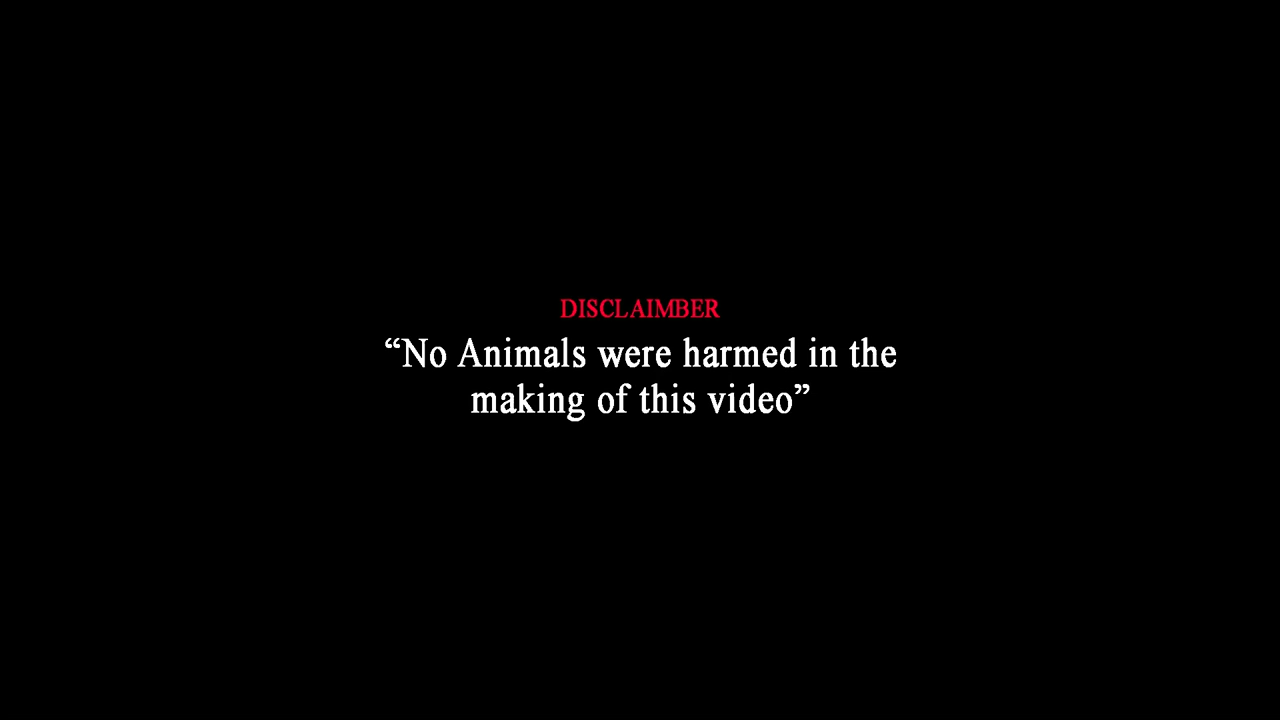 DISCLAIMBER
“No Animals were harmed in the
making of this video”